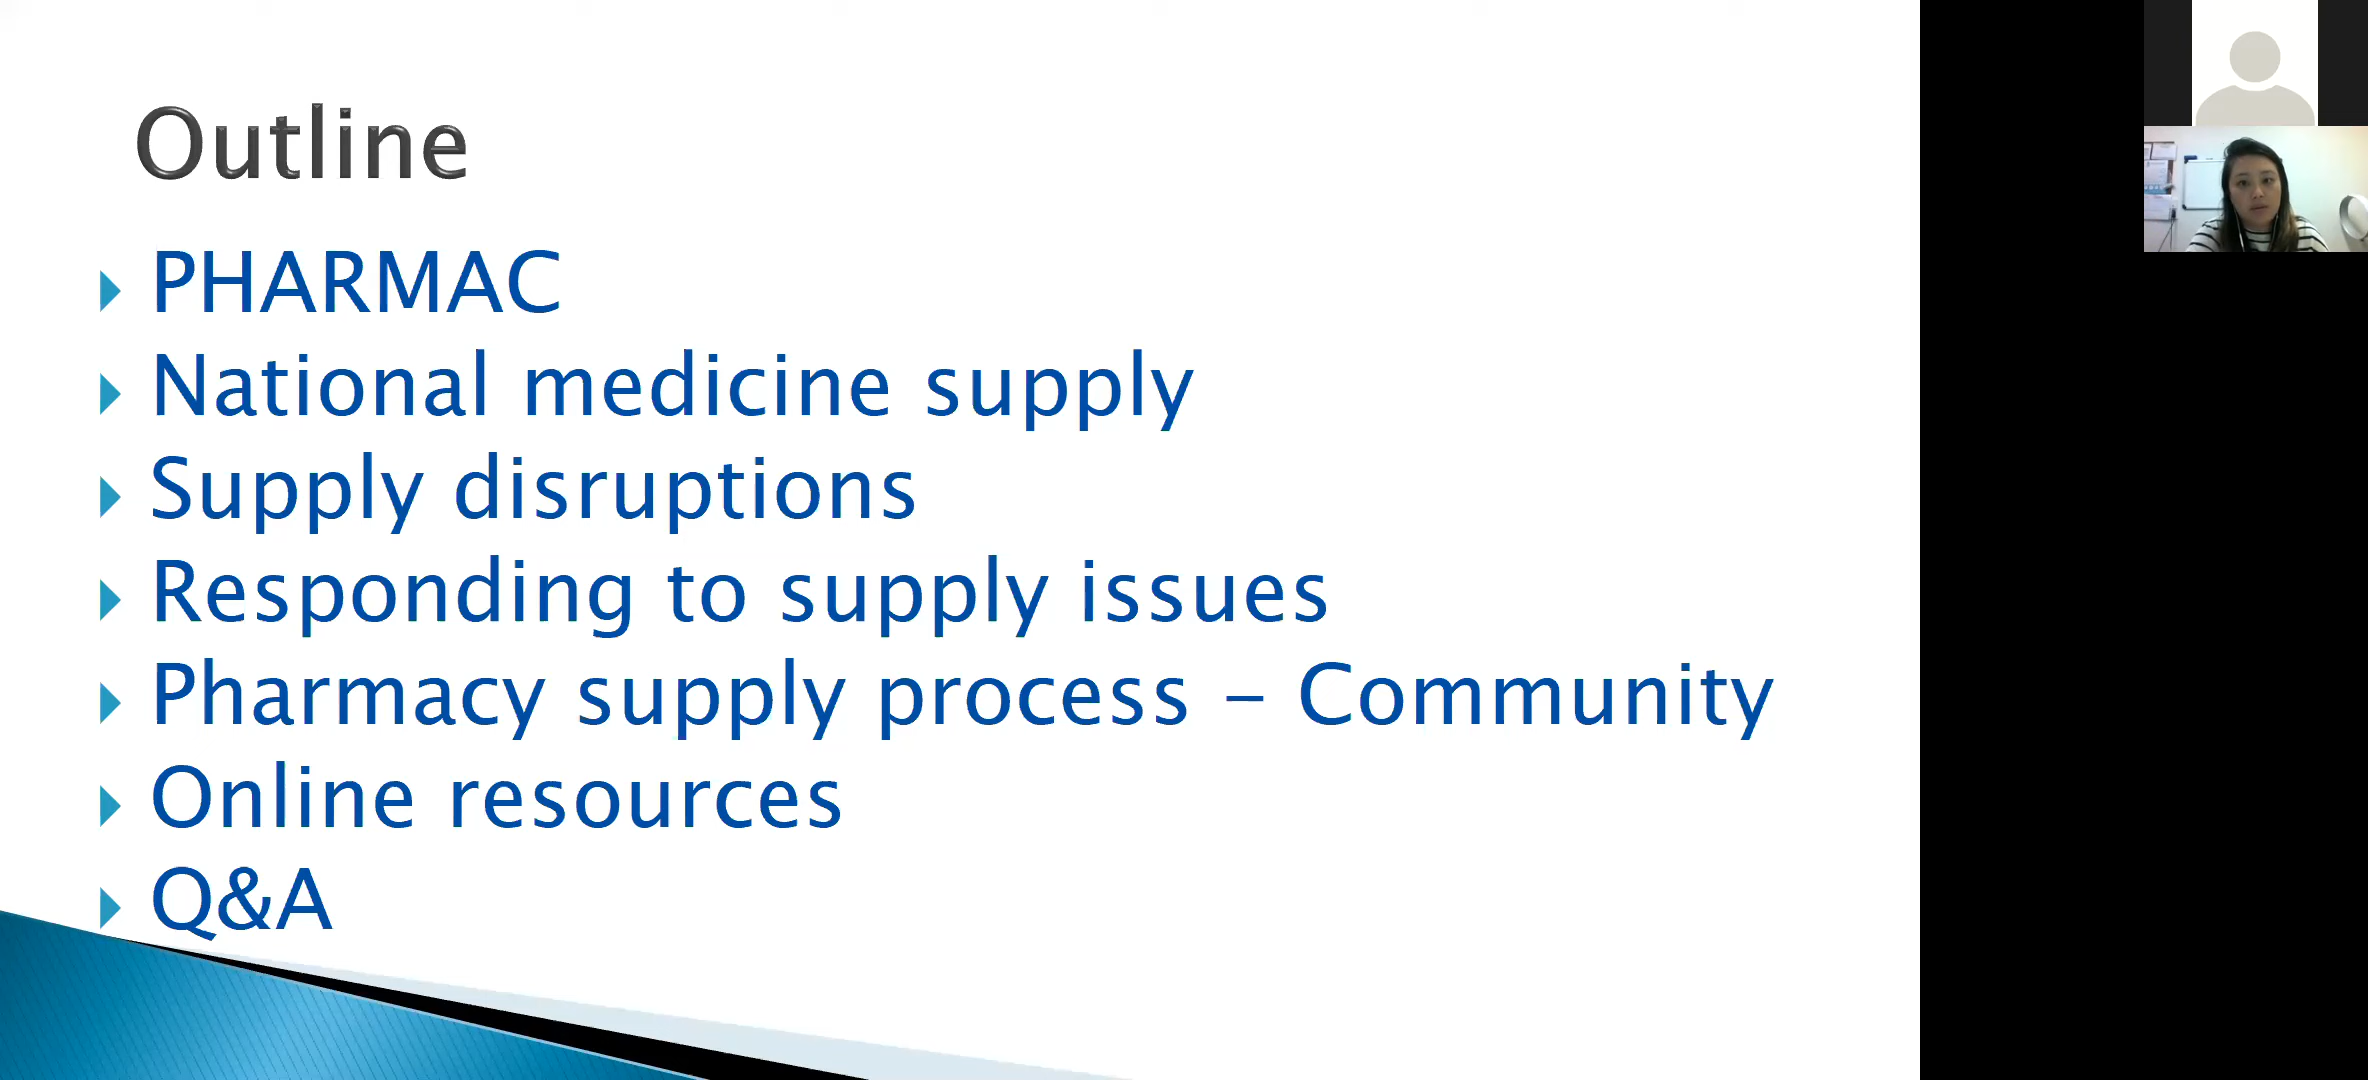 Outline
PHARMAC
National medicine supply
Supply disruptions
Responding to supply issues
Pharmacy supply process - Community
Online resources
Q&A